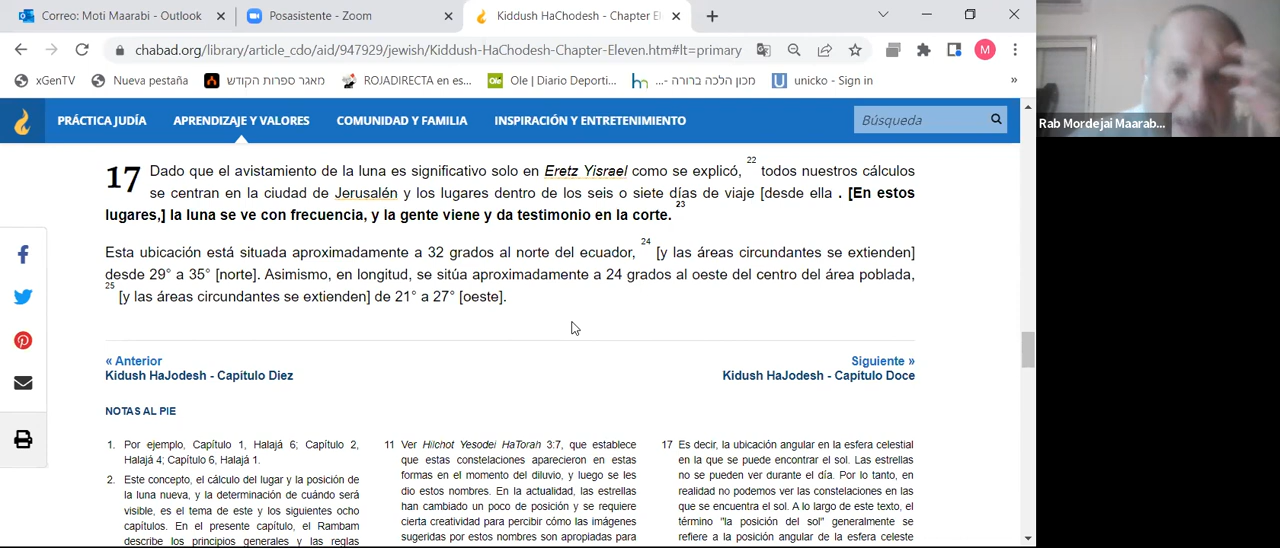 Correo: Moti Maarabi - Outlook
Posasistente - Zoom
Kiddush HaChodesh - Chapter El
chabad.org/library/article_cdo/aid/947929/jewish/Kiddush-HaChodesh-Chapter-Eleven.htm#lt=primary
M
xGenTV
Nueva pestaña
מאגר ספרות הקודש
ROJADIRECTA en es...
Ole | Diario Deporti...
מכון הלכה ברורה -...
unicko - Sign in
»
PRÁCTICA JUDÍA
APRENDIZAJE Y VALORES
COMUNIDAD Y FAMILIA
INSPIRACIÓN Y ENTRETENIMIENTO
Búsqueda
Rab Mordejai Maarab...
17 Dado que el avistamiento de la luna es significativo solo en Eretz Yisrael como se explicó, 22 todos nuestros cálculos
se centran en la ciudad de Jerusalén y los lugares dentro de los seis o siete días de viaje [desde ella . [En estos
lugares,] la luna se ve con frecuencia, y la gente viene y da testimonio en la corte. 23
Esta ubicación está situada aproximadamente a 32 grados al norte del ecuador, 24 [y las áreas circundantes se extienden]
desde 29° a 35° [norte]. Asimismo, en longitud, se sitúa aproximadamente a 24 grados al oeste del centro del área poblada,
25 [y las áreas circundantes se extienden] de 21° a 27° [oeste].
« Anterior
Kidush HaJodesh - Capitulo Diez
Siguiente »
Kidush HaJodesh - Capitulo Doce
NOTAS AL PIE
1. Por ejemplo, Capítulo 1, Halajá 6; Capítulo 2,
Halajá 4; Capítulo 6, Halajá 1.
2. Este concepto, el cálculo del lugar y la posición de
la luna nueva, y la determinación de cuándo será
visible, es el tema de este y los siguientes ocho
capítulos. En el presente capítulo, el Rambam
describe los principios generales y las reglas
11 Ver Hilchot Yesodei HaTorah 3:7, que establece
que estas constelaciones aparecieron en estas
formas en el momento del diluvio, y luego se les
dio estos nombres. En la actualidad, las estrellas
han cambiado un poco de posición y se requiere
cierta creatividad para percibir cómo las imágenes
sugeridas por estos nombres son apropiadas para
17 Es decir, la ubicación angular en la esfera celestial
en la que se puede encontrar el sol. Las estrellas
no se pueden ver durante el día. Por lo tanto, en
realidad no podemos ver las constelaciones en las
que se encuentra el sol. A lo largo de este texto, el
término "la posición del sol" generalmente se
refiere a la posición angular de la esfera celeste